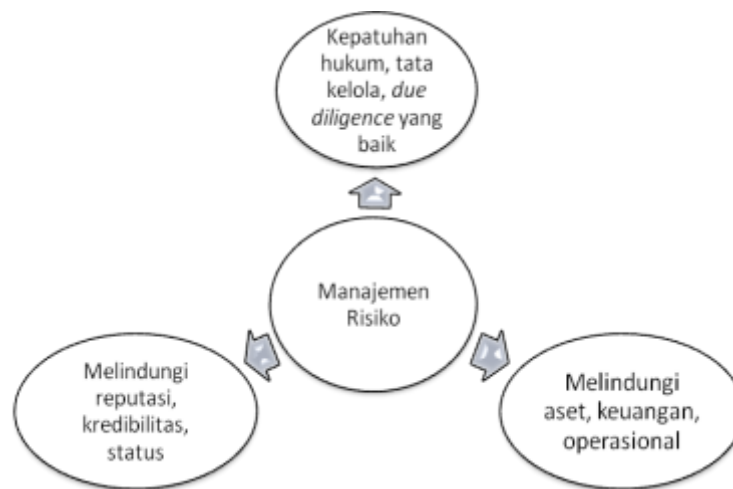 Kepatuhan
hukum, tata
kelola, due
diligence yang
baik
Manajemen
Risiko
Melindungi
reputasi,
kredibilitas,
status
Melindungi
aset, keuangan,
operasional